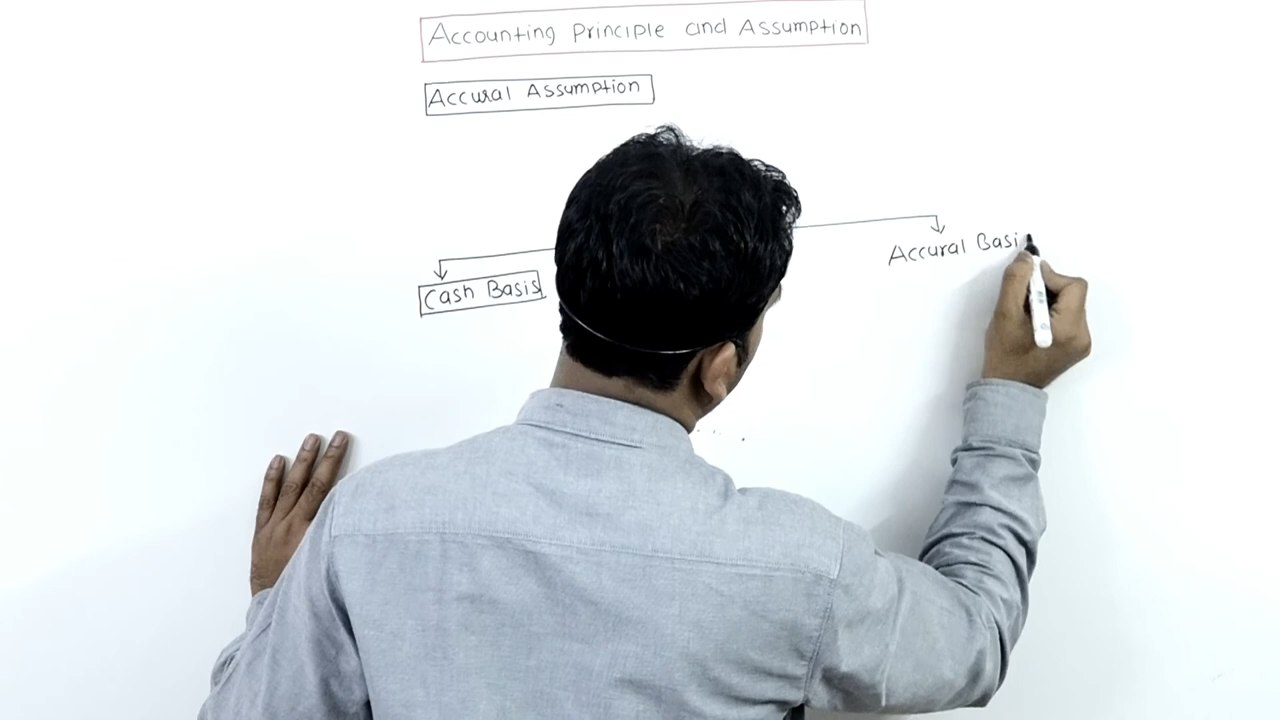 Accounting Principle and Assumption
Accural Assumption
Cash Basis
Accural Basi